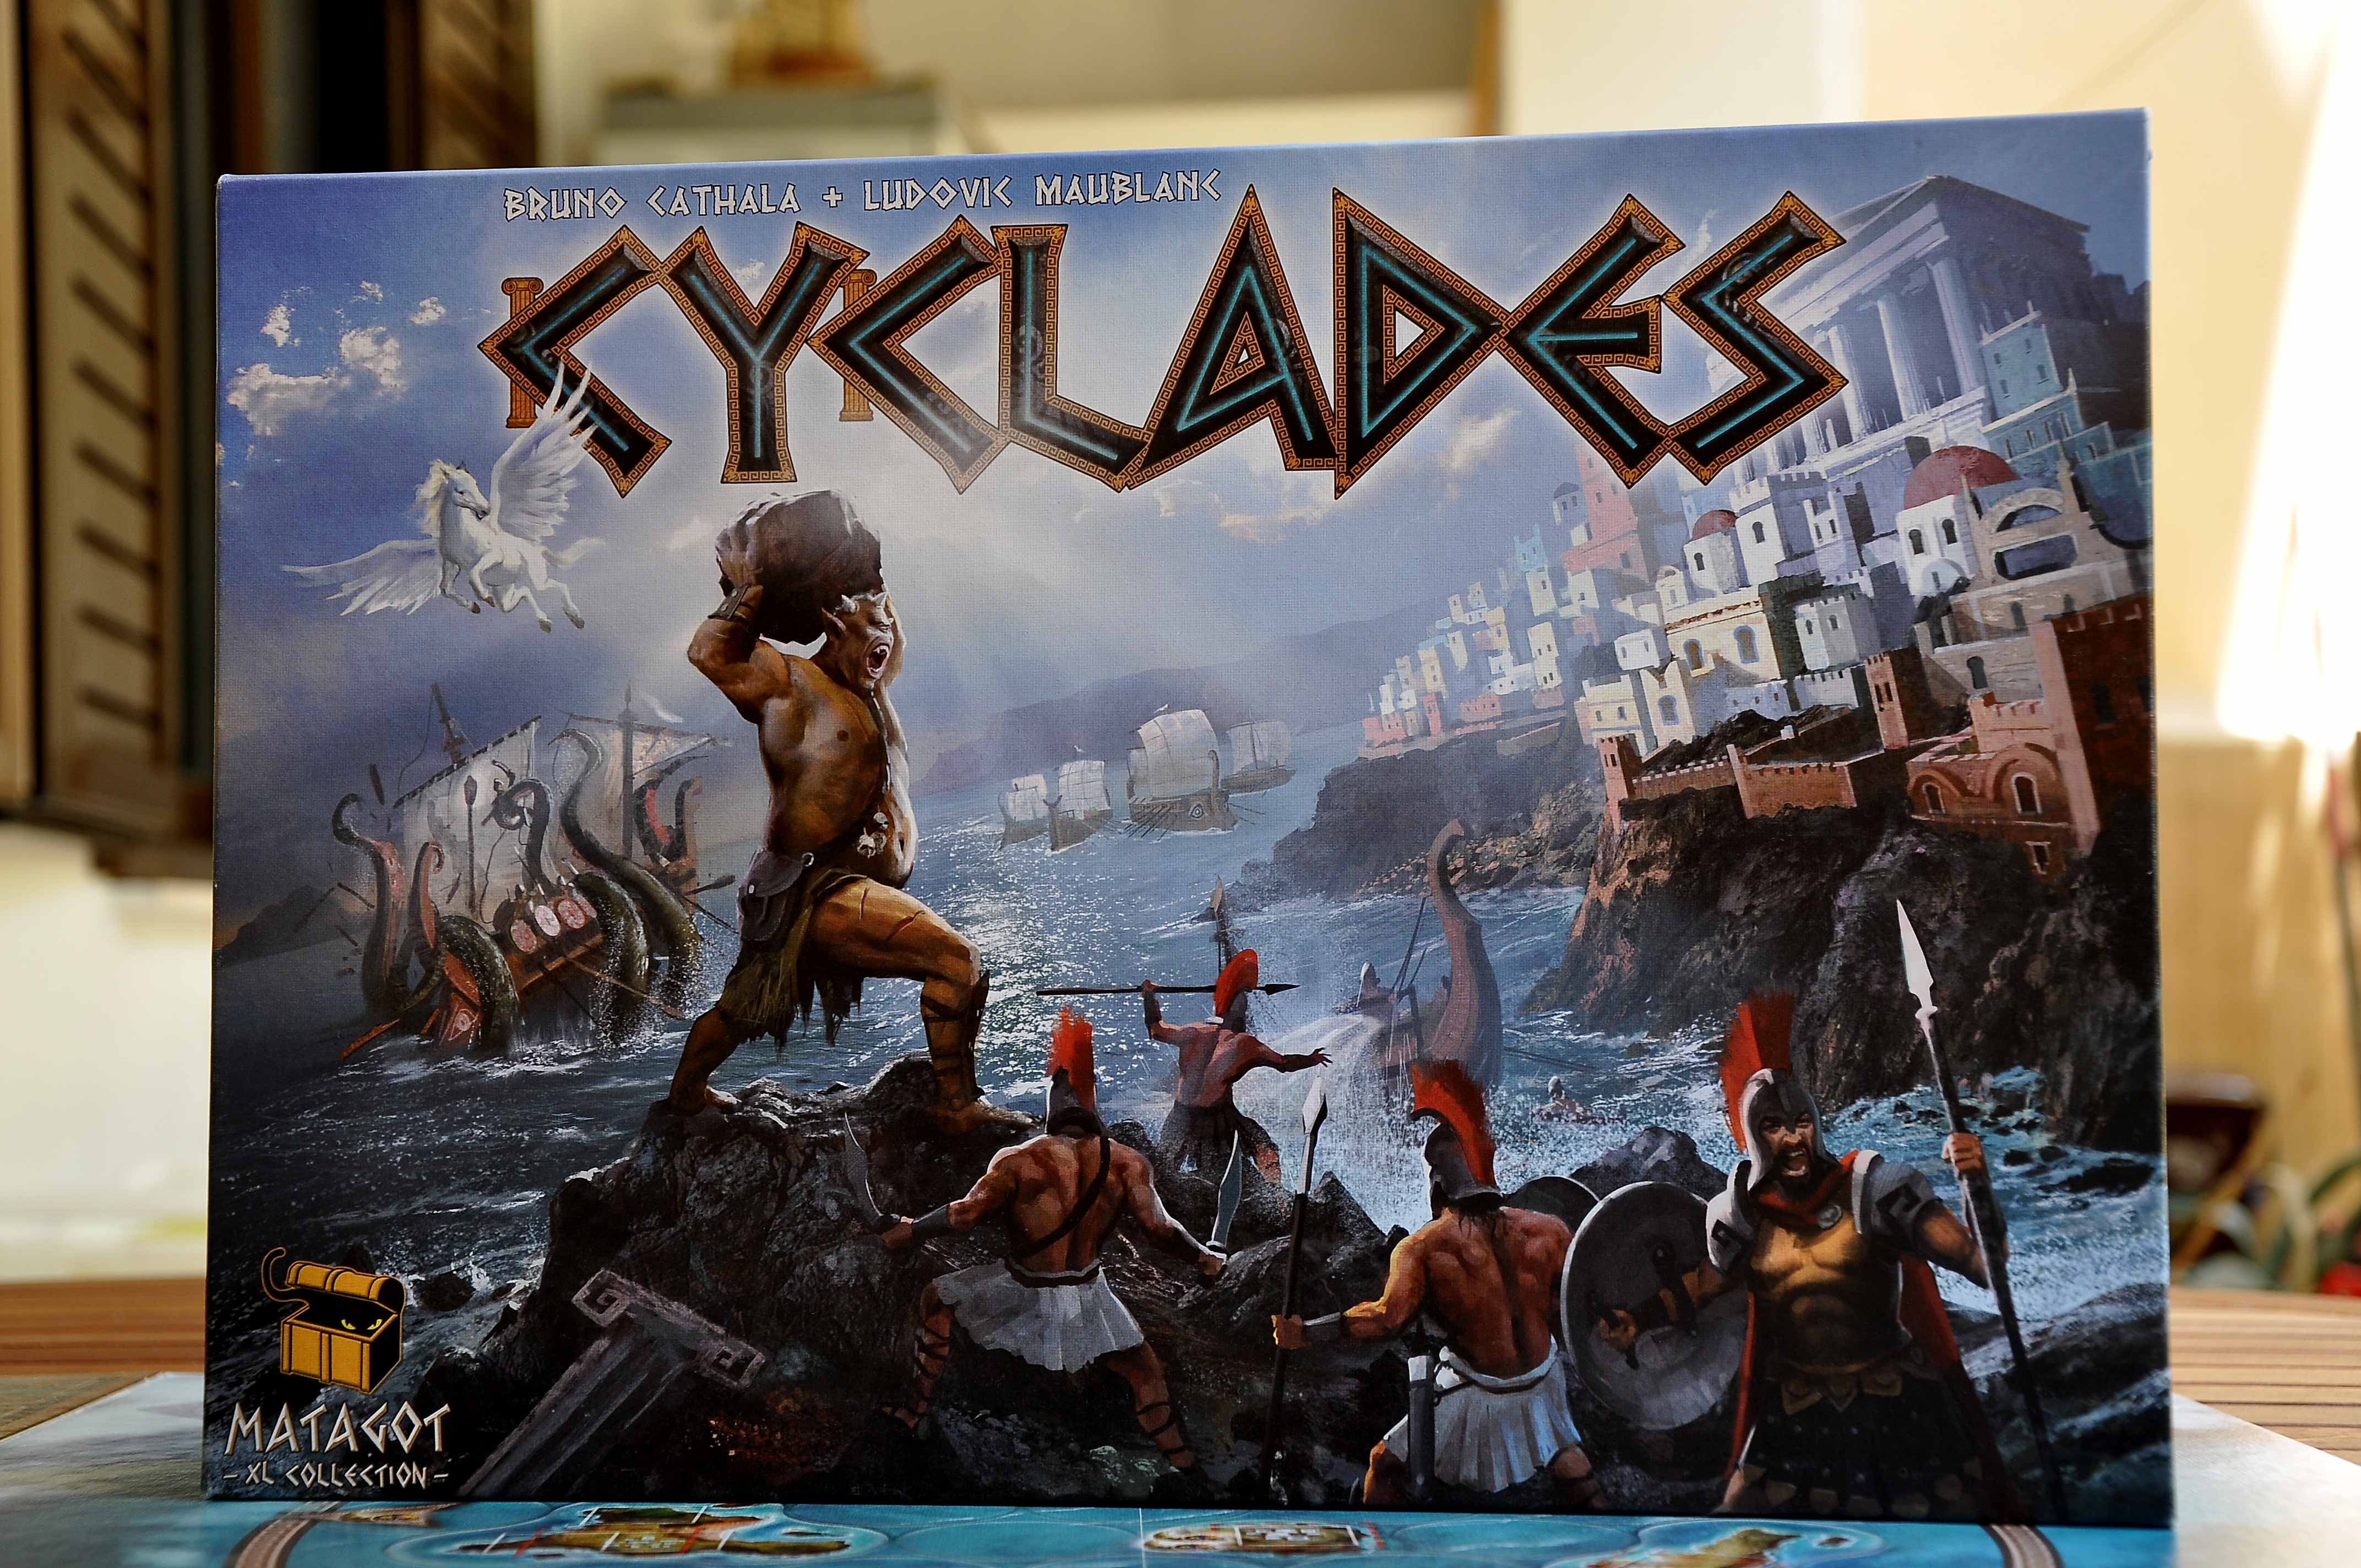 BRUNO CATHALA + LUDOVIC MAUBLANC
CYCLADES
MATAGOT
- XL COLLECTION -